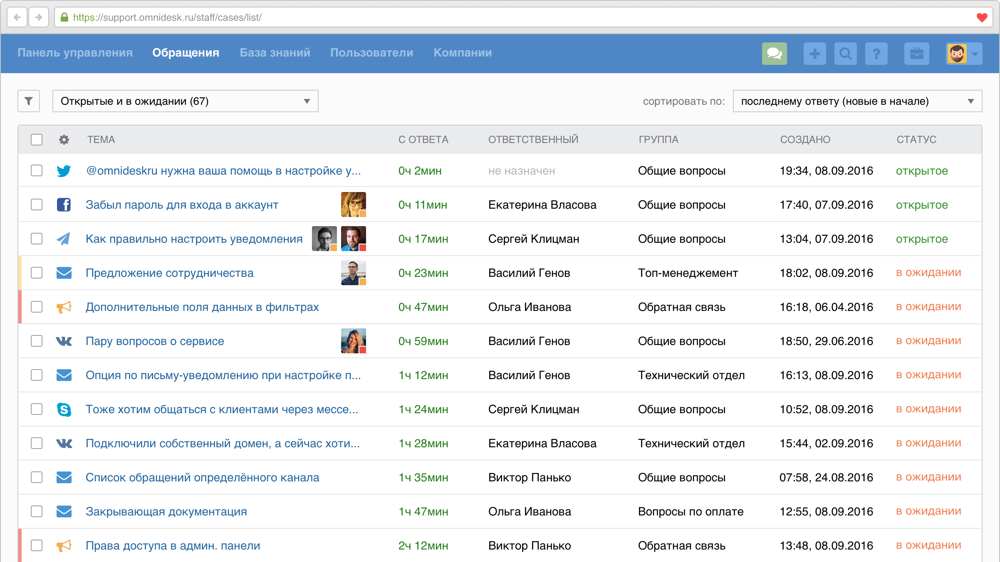 https://support.omnidesk.ru/staff/cases/list/
Панель управления Обращения База знаний Пользователи Компании
Открытые и в ожидании (67) сортировать по: последнему ответу (новые в начале)
ТЕМА С ОТВЕТА ОТВЕТСТВЕННЫЙ ГРУППА СОЗДАНО СТАТУС
@omnideskru нужна ваша помощь в настройке у... 0ч 2мин не назначен Общие вопросы 19:34, 08.09.2016 открытое
Забыл пароль для входа в аккаунт 0ч 11мин Екатерина Власова Общие вопросы 17:40, 07.09.2016 открытое
Как правильно настроить уведомления 0ч 17мин Сергей Клицман Общие вопросы 13:04, 07.09.2016 открытое
Предложение сотрудничества 0ч 23мин Василий Генов Топ-менеджемент 18:02, 08.09.2016 в ожидании
Дополнительные поля данных в фильтрах 0ч 47мин Ольга Иванова Обратная связь 16:18, 06.04.2016 в ожидании
Пару вопросов о сервисе 0ч 59мин Василий Генов Общие вопросы 18:50, 29.06.2016 в ожидании
Опция по письму-уведомлению при настройке п... 1ч 12мин Василий Генов Технический отдел 16:13, 08.09.2016 в ожидании
Тоже хотим общаться с клиентами через мессе... 1ч 24мин Сергей Клицман Общие вопросы 10:52, 08.09.2016 в ожидании
Подключили собственный домен, а сейчас хоти... 1ч 28мин Екатерина Власова Технический отдел 15:44, 02.09.2016 в ожидании
Список обращений определённого канала 1ч 35мин Виктор Панько Общие вопросы 07:58, 24.08.2016 в ожидании
Закрывающая документация 1ч 47мин Ольга Иванова Вопросы по оплате 12:55, 08.09.2016 в ожидании
Права доступа в админ. панели 2ч 12мин Виктор Панько Обратная связь 13:48, 08.09.2016 в ожидании